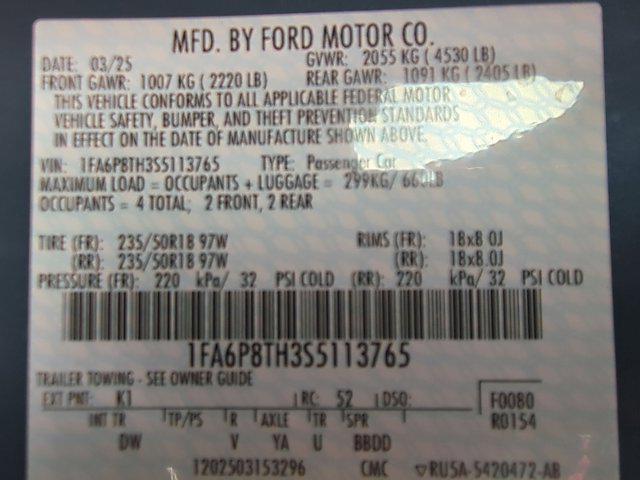 MFD. BY FORD MOTOR CO.
DATE: 03/25 GVWR: 2055 KG ( 4530 LB)
FRONT GAWR: 1007 KG ( 2220 LB) REAR GAWR: 1091 KG ( 2405 LB)
THIS VEHICLE CONFORMS TO ALL APPLICABLE FEDERAL MOTOR
VEHICLE SAFETY, BUMPER, AND THEFT PREVENTION STANDARDS
IN EFFECT ON THE DATE OF MANUFACTURE SHOWN ABOVE.
VIN: 1FA6P8TH3S5113765 TYPE: Passenger Car
MAXIMUM LOAD = OCCUPANTS + LUGGAGE = 299KG/ 660LB
OCCUPANTS = 4 TOTAL; 2 FRONT, 2 REAR
TIRE (FR): 235/50R18 97W RIMS (FR): 18x8.0J
(RR): 235/50R18 97W (RR): 18x8.0J
PRESSURE (FR): 220 kPa/ 32 PSI COLD (RR): 220 kPa/ 32 PSI COLD
1FA6P8TH3S5113765
TRAILER TOWING - SEE OWNER GUIDE
EXT PNT: K1 RC: 52 DSO: F0080
INT TR TP/PS R AXLE TR SPR R0154
DW V YA U BBDD
1202503153296 CMC ▽RU5A-5420472-AB